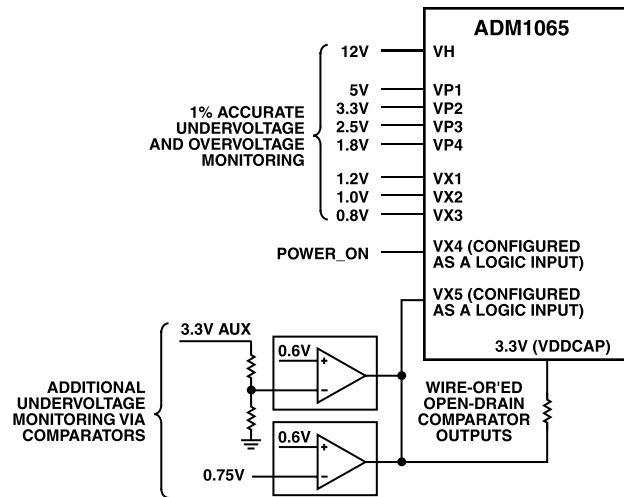 ADM1065
12V
VH
5V
VP1
3.3V
VP2
2.5V
VP3
1.8V
VP4
1% ACCURATE
UNDERVOLTAGE
AND OVERVOLTAGE
MONITORING
1.2V
VX1
1.0V
VX2
0.8V
VX3
POWER_ON
VX4 (CONFIGURED
AS A LOGIC INPUT)
VX5 (CONFIGURED
AS A LOGIC INPUT)
3.3V AUX
0.6V
+
–
3.3V (VDDCAP)
ADDITIONAL
UNDERVOLTAGE
MONITORING VIA
COMPARATORS
WIRE-OR'ED
OPEN-DRAIN
COMPARATOR
OUTPUTS
0.6V
+
–
0.75V